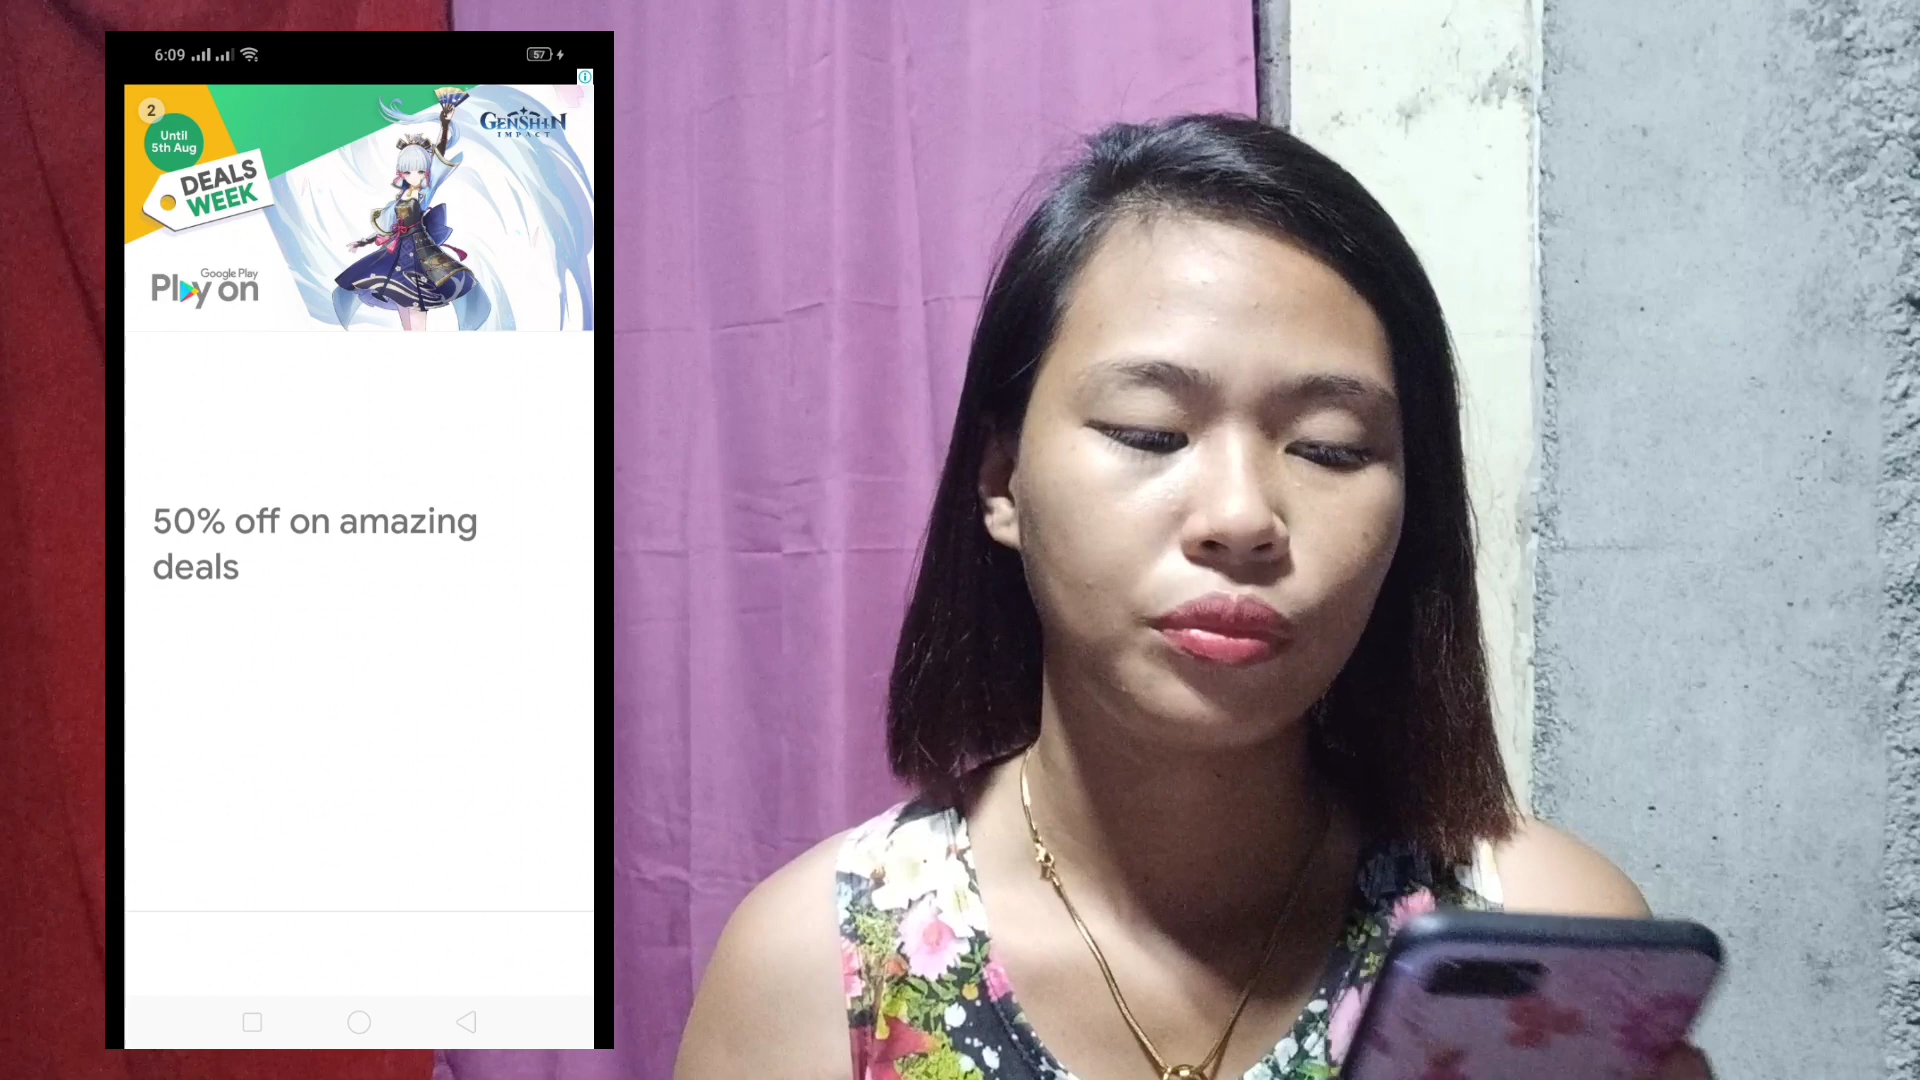 6:09
57
2
Until
5th Aug
DEALS
WEEK
GENSHIN
IMPACT
Google Play
Play on
50% off on amazing
deals